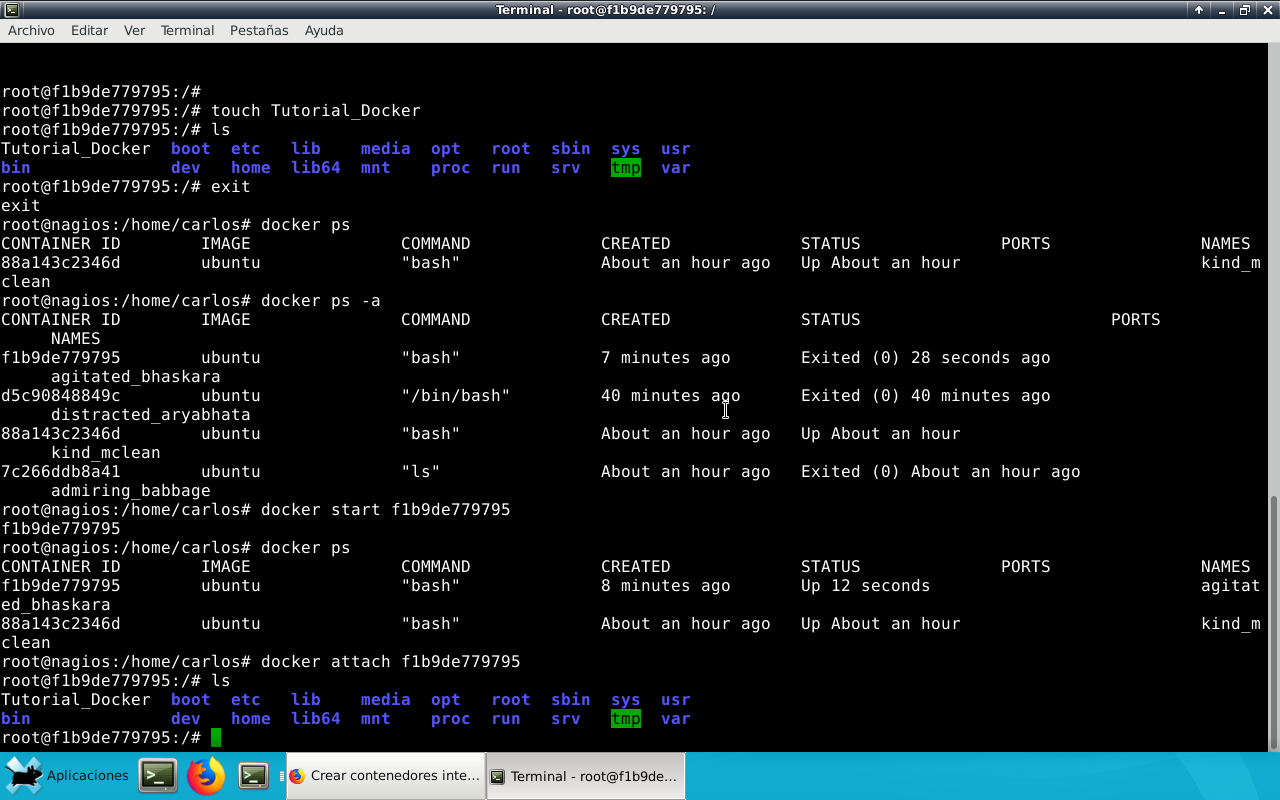 Terminal - root@f1b9de779795: /
Archivo Editar Ver Terminal Pestañas Ayuda
root@f1b9de779795:/#
root@f1b9de779795:/# touch Tutorial_Docker
root@f1b9de779795:/# ls
Tutorial_Docker boot etc lib media opt root sbin sys usr
bin dev home lib64 mnt proc run srv tmp var
root@f1b9de779795:/# exit
exit
root@nagios:/home/carlos# docker ps
CONTAINER ID IMAGE COMMAND CREATED STATUS PORTS NAMES
88a143c2346d ubuntu "bash" About an hour ago Up About an hour kind_m
clean
root@nagios:/home/carlos# docker ps -a
CONTAINER ID IMAGE COMMAND CREATED STATUS PORTS
NAMES
f1b9de779795 ubuntu "bash" 7 minutes ago Exited (0) 28 seconds ago
agitated_bhaskara
d5c90848849c ubuntu "/bin/bash" 40 minutes ago Exited (0) 40 minutes ago
distracted_aryabhata
88a143c2346d ubuntu "bash" About an hour ago Up About an hour
kind_mclean
7c266ddb8a41 ubuntu "ls" About an hour ago Exited (0) About an hour ago
admiring_babbage
root@nagios:/home/carlos# docker start f1b9de779795
f1b9de779795
root@nagios:/home/carlos# docker ps
CONTAINER ID IMAGE COMMAND CREATED STATUS PORTS NAMES
f1b9de779795 ubuntu "bash" 8 minutes ago Up 12 seconds agitat
ed_bhaskara
88a143c2346d ubuntu "bash" About an hour ago Up About an hour kind_m
clean
root@nagios:/home/carlos# docker attach f1b9de779795
root@f1b9de779795:/# ls
Tutorial_Docker boot etc lib media opt root sbin sys usr
bin dev home lib64 mnt proc run srv tmp var
root@f1b9de779795:/#
Aplicaciones Crear contenedores inte... Terminal - root@f1b9de...